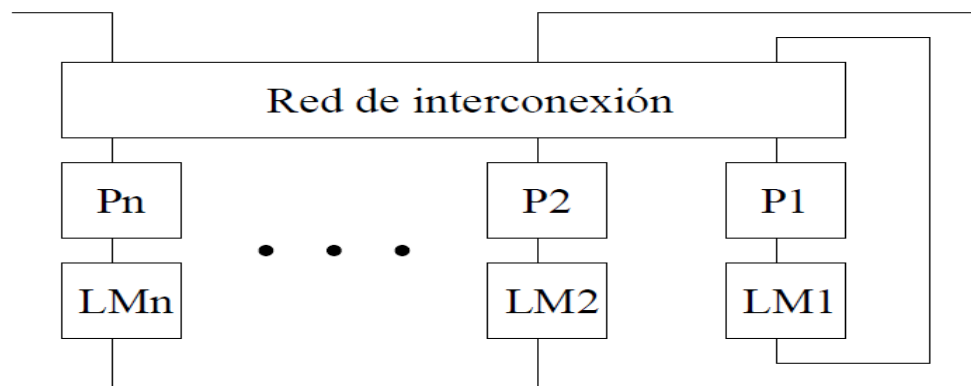 Red de interconexión
Pn P2 P1
LMn LM2 LM1